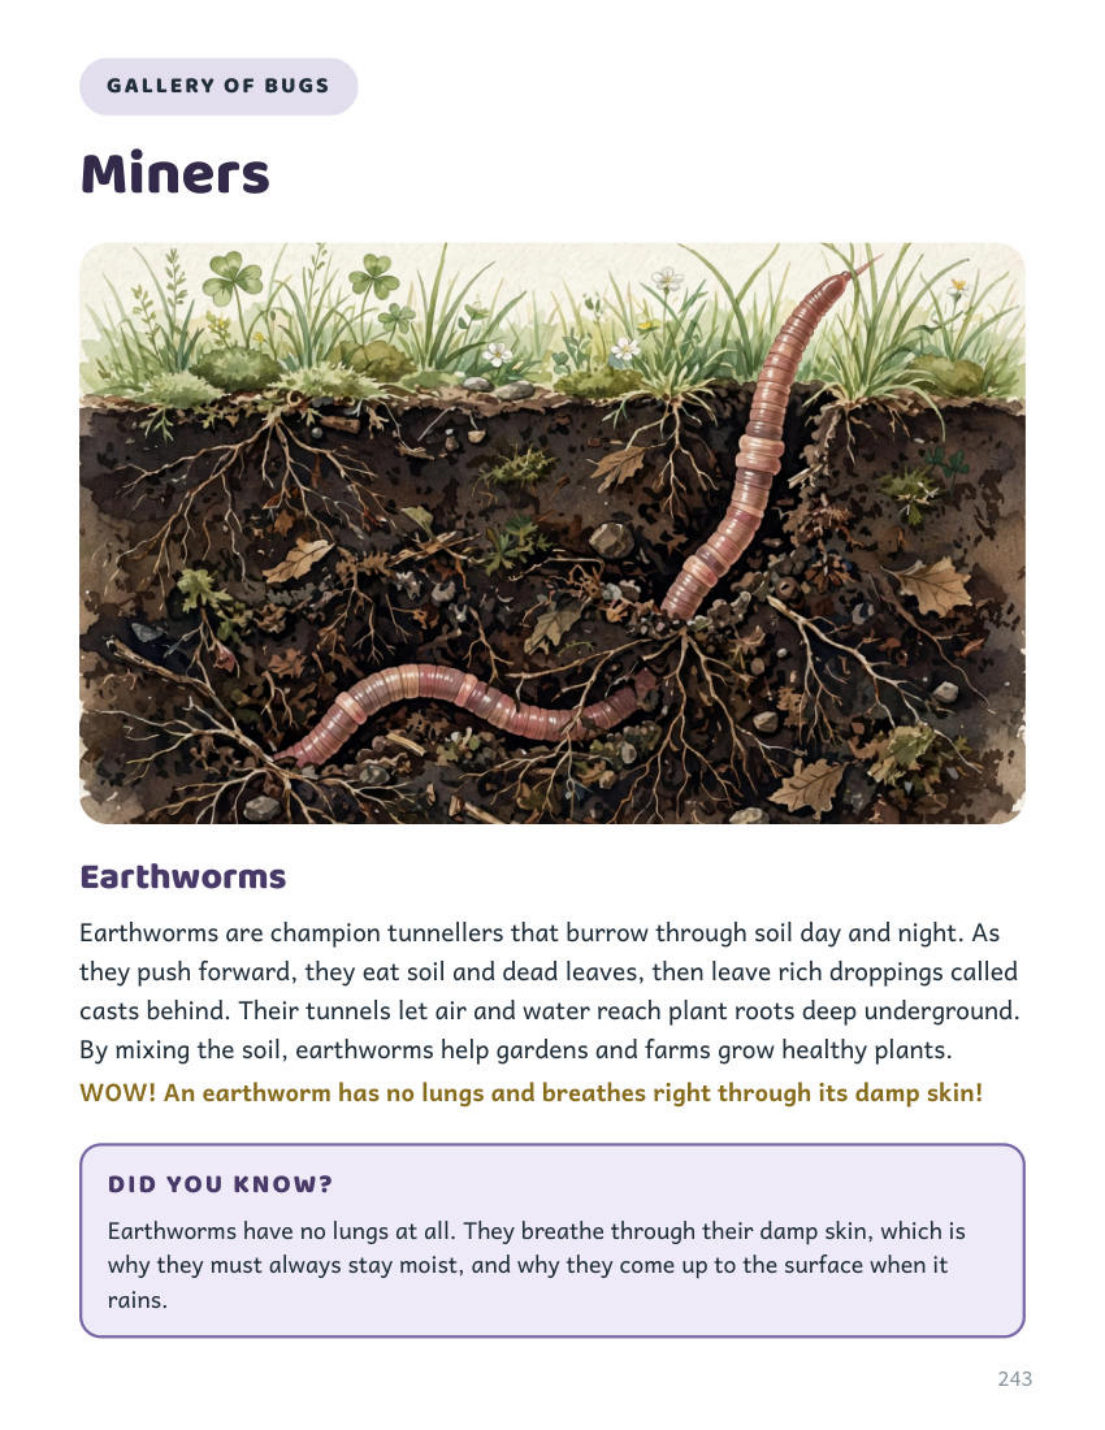 GALLERY OF BUGS
Miners
Earthworms
Earthworms are champion tunnellers that burrow through soil day and night. As
they push forward, they eat soil and dead leaves, then leave rich droppings called
casts behind. Their tunnels let air and water reach plant roots deep underground.
By mixing the soil, earthworms help gardens and farms grow healthy plants.
WOW! An earthworm has no lungs and breathes right through its damp skin!
DID YOU KNOW?
Earthworms have no lungs at all. They breathe through their damp skin, which is
why they must always stay moist, and why they come up to the surface when it
rains.
243